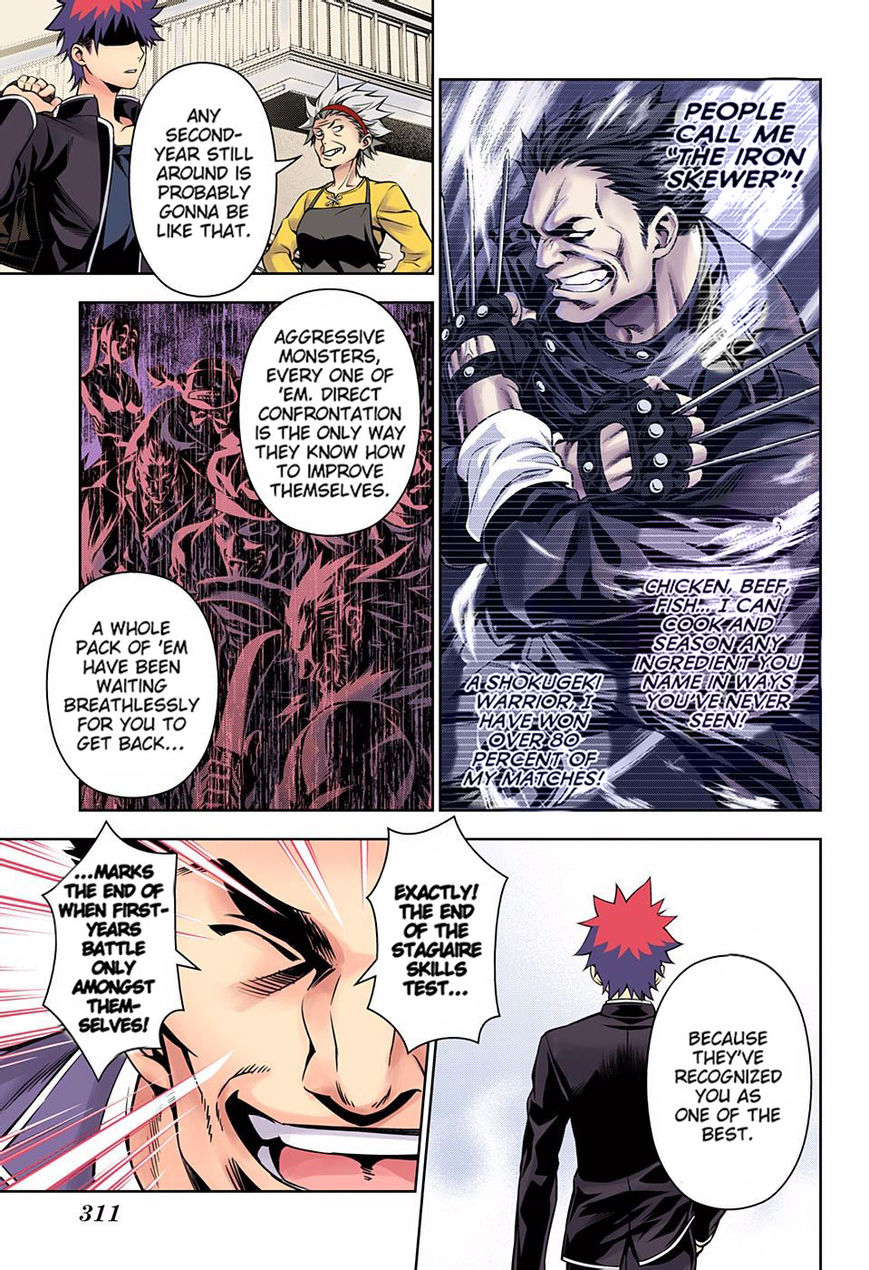 PEOPLE
CALL ME
"THE IRON
SKEWER"!
CHICKEN, BEEF,
FISH... I CAN
COOK AND
SEASON ANY
INGREDIENT YOU
NAME IN WAYS
YOU'VE NEVER
SEEN!
A SHOKUGEKI
WARRIOR, I
HAVE WON
OVER 80
PERCENT OF
MY MATCHES!
ANY
SECOND-
YEAR STILL
AROUND IS
PROBABLY
GONNA BE
LIKE THAT.
AGGRESSIVE
MONSTERS,
EVERY ONE OF
'EM. DIRECT
CONFRONTATION
IS THE ONLY WAY
THEY KNOW HOW
TO IMPROVE
THEMSELVES.
A WHOLE
PACK OF 'EM
HAVE BEEN
WAITING
BREATHLESSLY
FOR YOU TO
GET BACK...
BECAUSE
THEY'VE
RECOGNIZED
YOU AS
ONE OF THE
BEST.
EXACTLY!
THE END
OF THE
STAGIAIRE
SKILLS
TEST...
...MARKS
THE END OF
WHEN FIRST-
YEARS
BATTLE
ONLY
AMONGST
THEM-
SELVES!
311